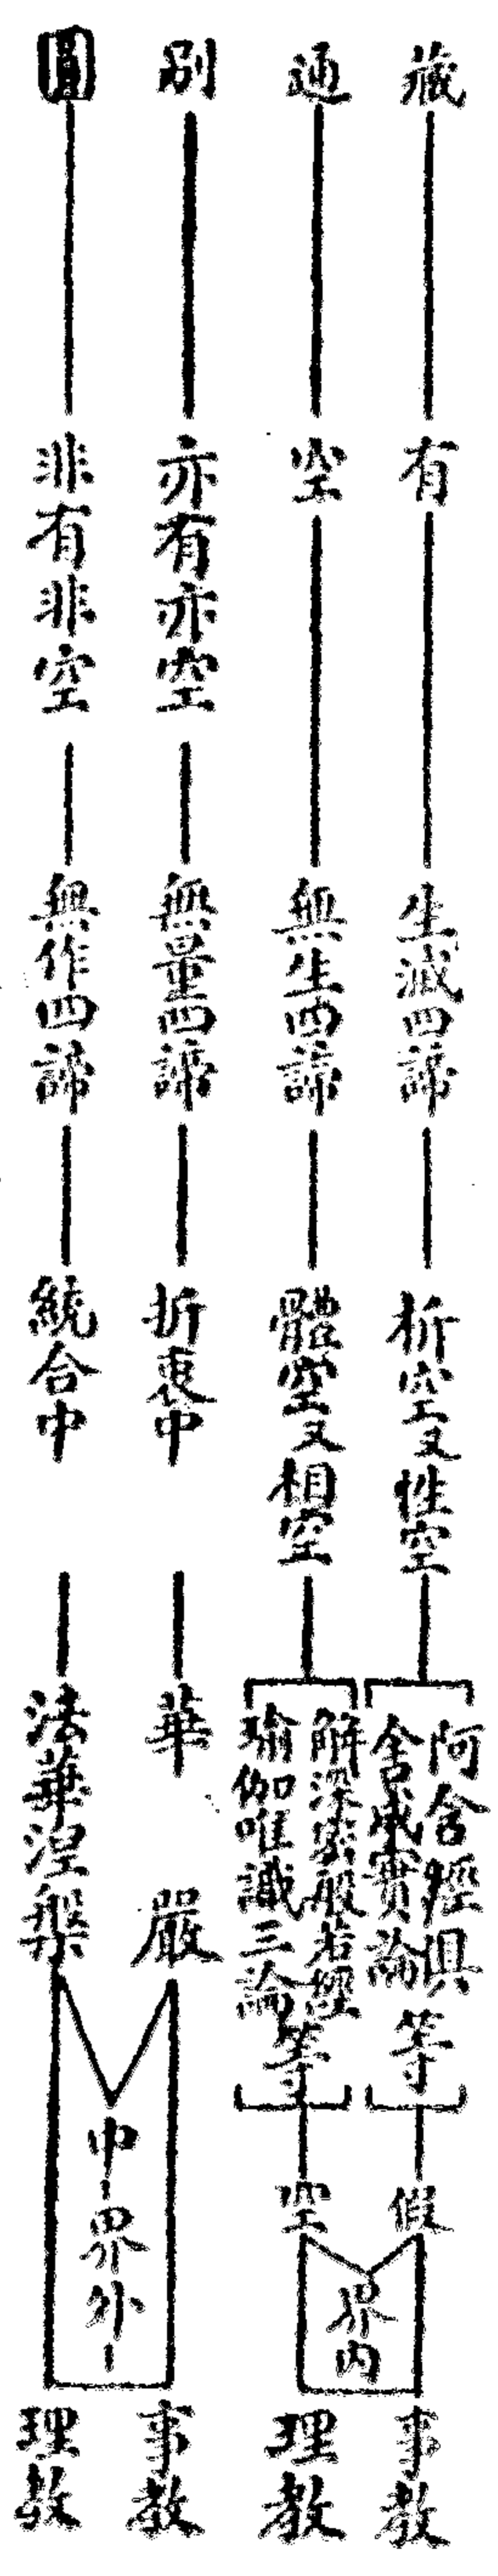 藏
有
生滅四諦
析空又性空
阿含經俱
舍成實論
等
假
事教
通
空
無生四諦
體空又相空
解深密般若經
瑜伽唯識三論
等
空
理教
界內
別
亦有亦空
無量四諦
折衷中
華嚴
事教
圓
非有非空
無作四諦
統合中
法華涅槃
中界外
理教